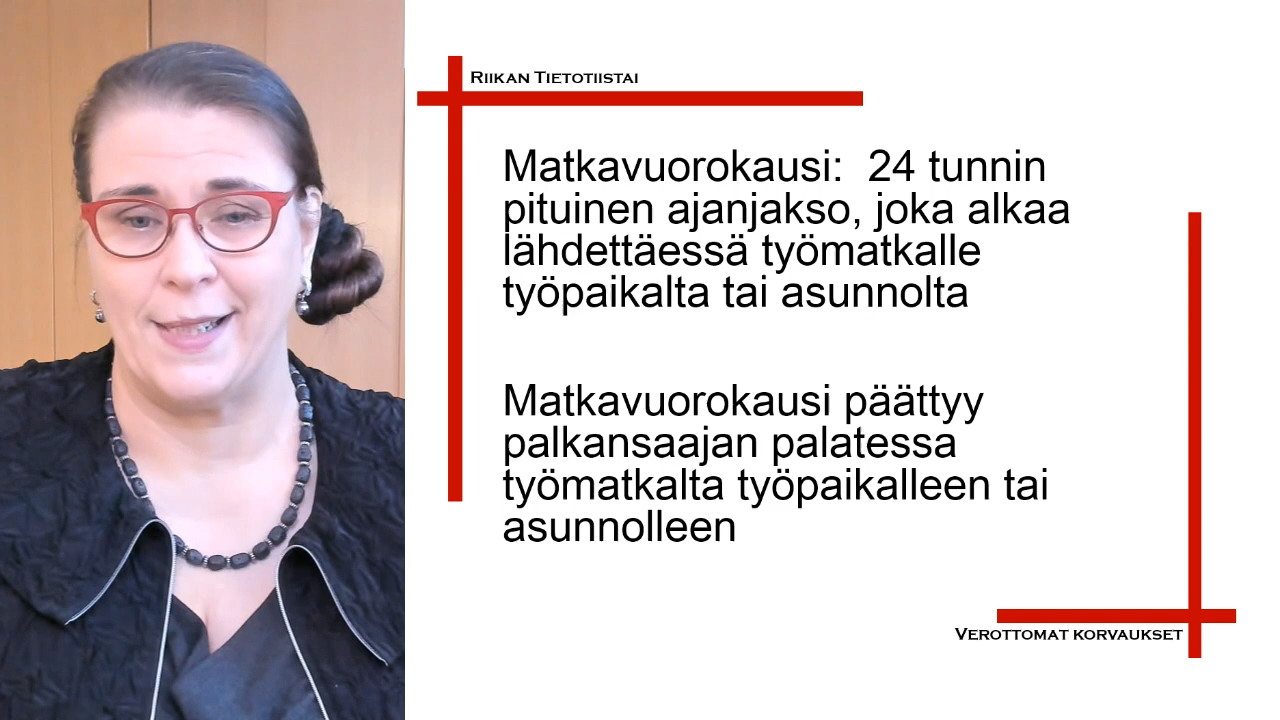 Riikan Tietotiistai
Matkavuorokausi: 24 tunnin
pituinen ajanjakso, joka alkaa
lähdettäessä työmatkalle
työpaikalta tai asunnolta
Matkavuorokausi päättyy
palkansaajan palatessa
työmatkalta työpaikalleen tai
asunnolleen
Verottomat korvaukset